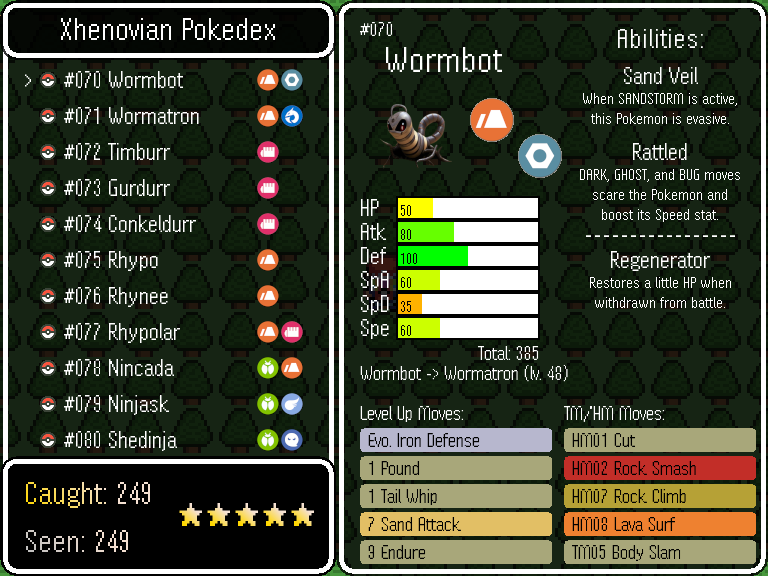 Xhenovian Pokedex
> #070 Wormbot
#071 Wormatron
#072 Timburr
#073 Gurdurr
#074 Conkeldurr
#075 Rhypo
#076 Rhynee
#077 Rhypolar
#078 Nincada
#079 Ninjask
#080 Shedinja
Caught: 249
Seen: 249
#070
Wormbot
HP 50
Atk 80
Def 100
SpA 60
SpD 35
Spe 60
Total: 385
Wormbot -> Wormatron (lv. 48)
Abilities:
Sand Veil
When SANDSTORM is active,
this Pokemon is evasive.
Rattled
DARK, GHOST, and BUG moves
scare the Pokemon and
boost its Speed stat.
Regenerator
Restores a little HP when
withdrawn from battle.
Level Up Moves:
Evo. Iron Defense
1 Pound
1 Tail Whip
7 Sand Attack
9 Endure
TM/HM Moves:
HM01 Cut
HM02 Rock Smash
HM07 Rock Climb
HM08 Lava Surf
TM05 Body Slam